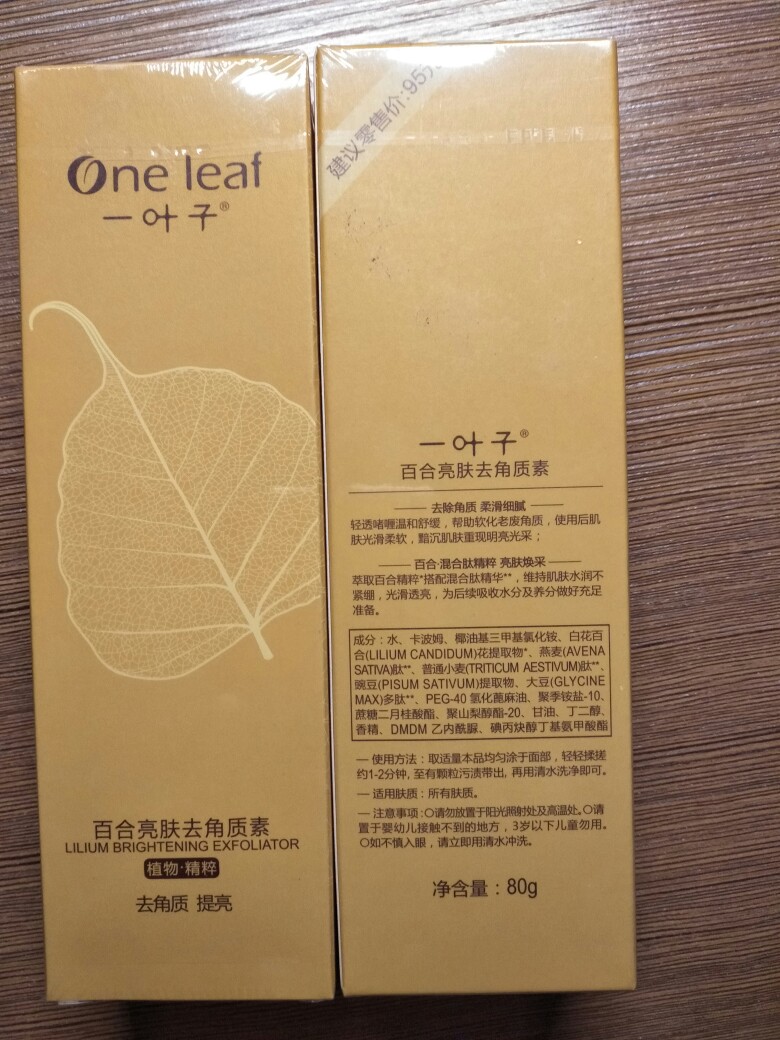 One leaf
一叶子®
百合亮肤去角质素
LILIUM BRIGHTENING EXFOLIATOR
植物·精粹
去角质 提亮
建议零售价:95元
一叶子®
百合亮肤去角质素
去除角质 柔滑细腻
轻透啫喱温和舒缓，帮助软化老废角质，使用后肌
肤光滑柔软，黯沉肌肤重现明亮光采；
百合·混合肽精粹 亮肤焕采
萃取百合精粹*搭配混合肽精华**，维持肌肤水润不
紧绷，光滑透亮，为后续吸收水分及养分做好充足
准备。
成分：水、卡波姆、椰油基三甲基氯化铵、白花百
合(LILIUM CANDIDUM)花提取物*、燕麦(AVENA
SATIVA)肽**、普通小麦(TRITICUM AESTIVUM)肽**、
豌豆(PISUM SATIVUM)提取物、大豆(GLYCINE
MAX)多肽**、PEG-40 氢化蓖麻油、聚季铵盐-10、
蔗糖二月桂酸酯、聚山梨醇酯-20、甘油、丁二醇、
香精、DMDM 乙内酰脲、碘丙炔醇丁基氨甲酸酯
— 使用方法：取适量本品均匀涂于面部，轻轻揉搓
约1-2分钟, 至有颗粒污渍带出, 再用清水洗净即可。
— 适用肤质：所有肤质。
— 注意事项:○请勿放置于阳光照射处及高温处。○请
置于婴幼儿接触不到的地方，3岁以下儿童勿用。
○如不慎入眼，请立即用清水冲洗。
净含量：80g